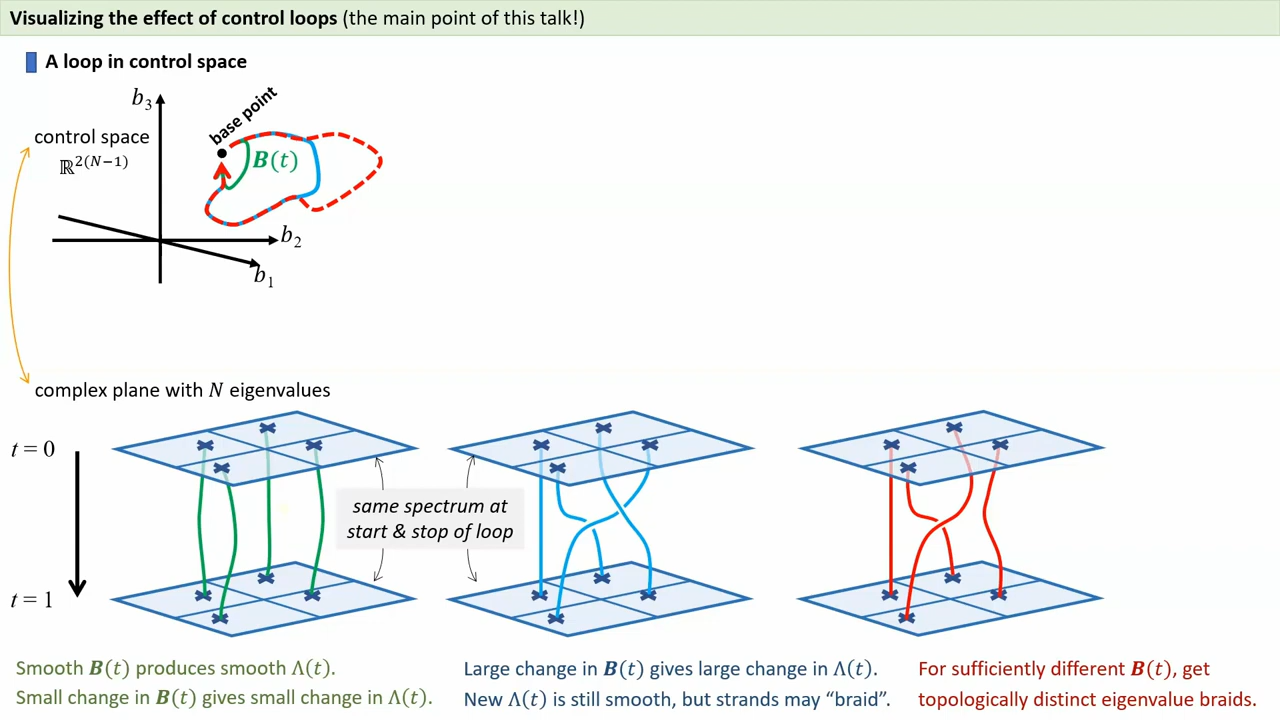 Visualizing the effect of control loops (the main point of this talk!)
A loop in control space
b₃
base point
control space
ℝ²⁽ᴺ⁻¹⁾
B(t)
b₂
b₁
complex plane with N eigenvalues
t = 0
same spectrum at
start & stop of loop
t = 1
Smooth B(t) produces smooth Λ(t).
Small change in B(t) gives small change in Λ(t).
Large change in B(t) gives large change in Λ(t).
New Λ(t) is still smooth, but strands may “braid”.
For sufficiently different B(t), get
topologically distinct eigenvalue braids.